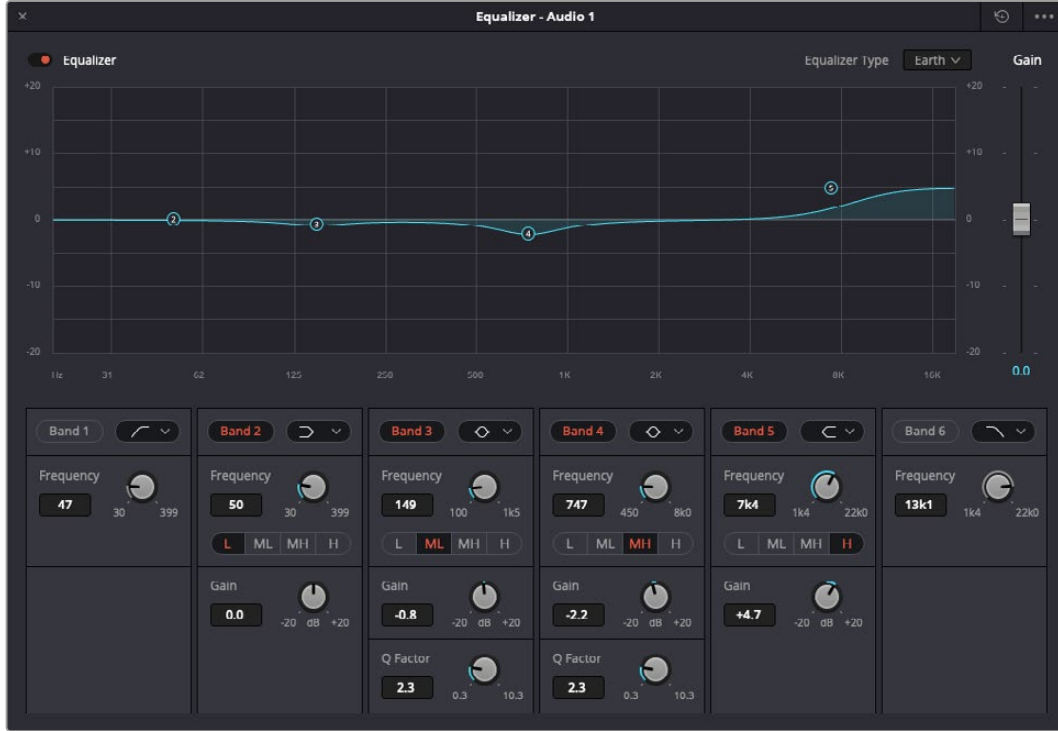 Equalizer - Audio 1
Equalizer
Equalizer Type Earth Gain
+20 +20
+10 +10
0 0
-10 -10
-20 -20
Hz 31 62 125 250 500 1K 2K 4K 8K 16K 0.0
2 3 4 5
Band 1 Band 2 Band 3 Band 4 Band 5 Band 6
Frequency Frequency Frequency Frequency Frequency Frequency
47 50 149 747 7k4 13k1
30 399 30 399 100 1k5 450 8k0 1k4 22k0 1k4 22k0
L ML MH H L ML MH H L ML MH H L ML MH H
Gain Gain Gain Gain
0.0 -0.8 -2.2 +4.7
-20 dB +20 -20 dB +20 -20 dB +20 -20 dB +20
Q Factor Q Factor
2.3 2.3
0.3 10.3 0.3 10.3